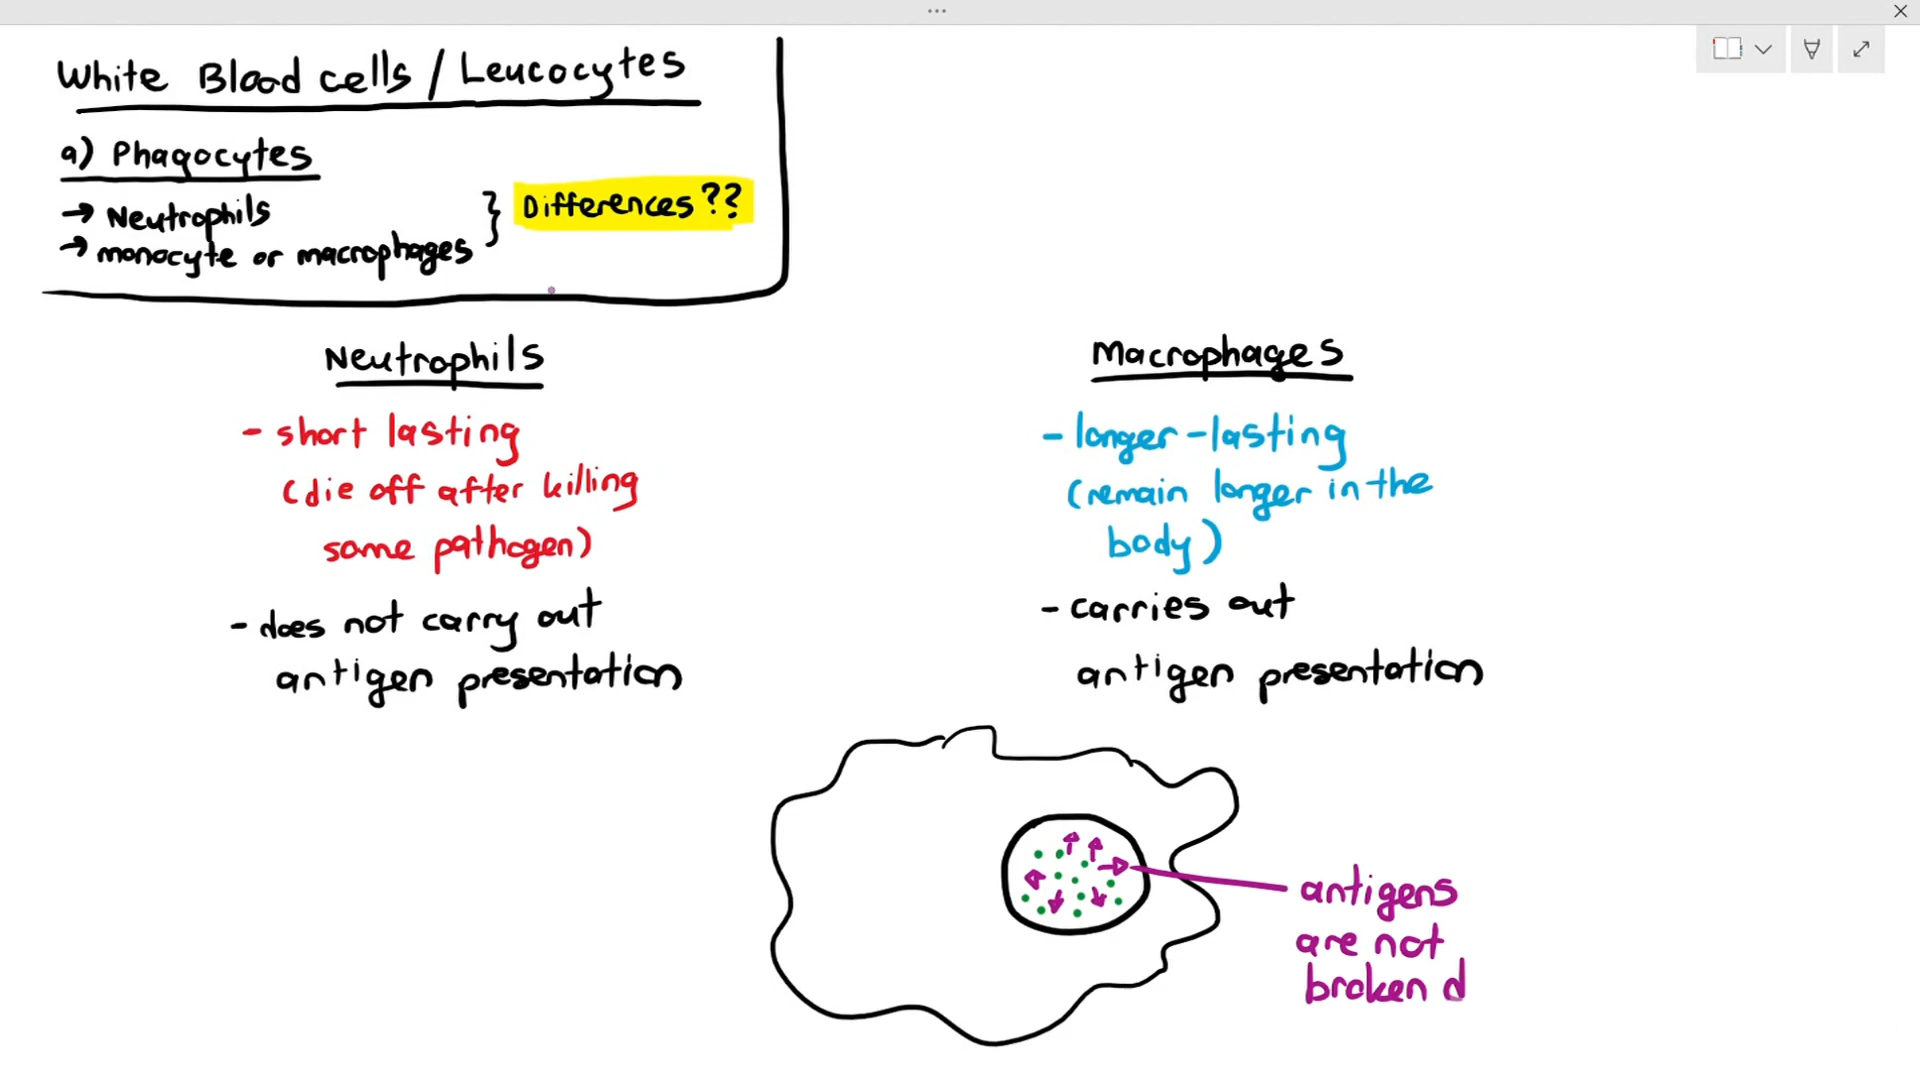 White Blood cells / Leucocytes
a) Phagocytes
→ Neutrophils
→ monocyte or macrophages
} Differences??
Neutrophils
- short lasting
(die off after killing
some pathogen)
- does not carry out
antigen presentation
Macrophages
- longer-lasting
(remain longer in the
body)
- carries out
antigen presentation
antigens
are not
broken d